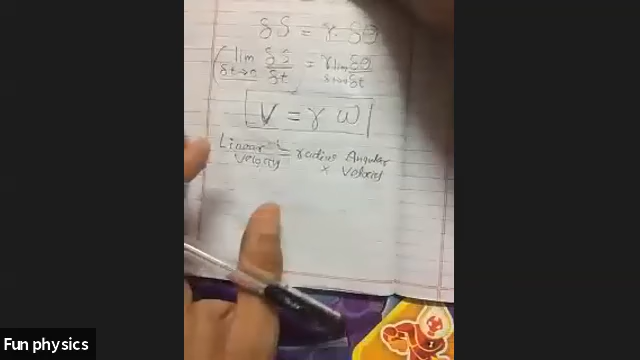 δS = r. δθ
lim δt→0 δS/δt = r lim δt→0 δθ/δt
V = r ω
Linear Velocity = radius x Angular Velocity
Fun physics